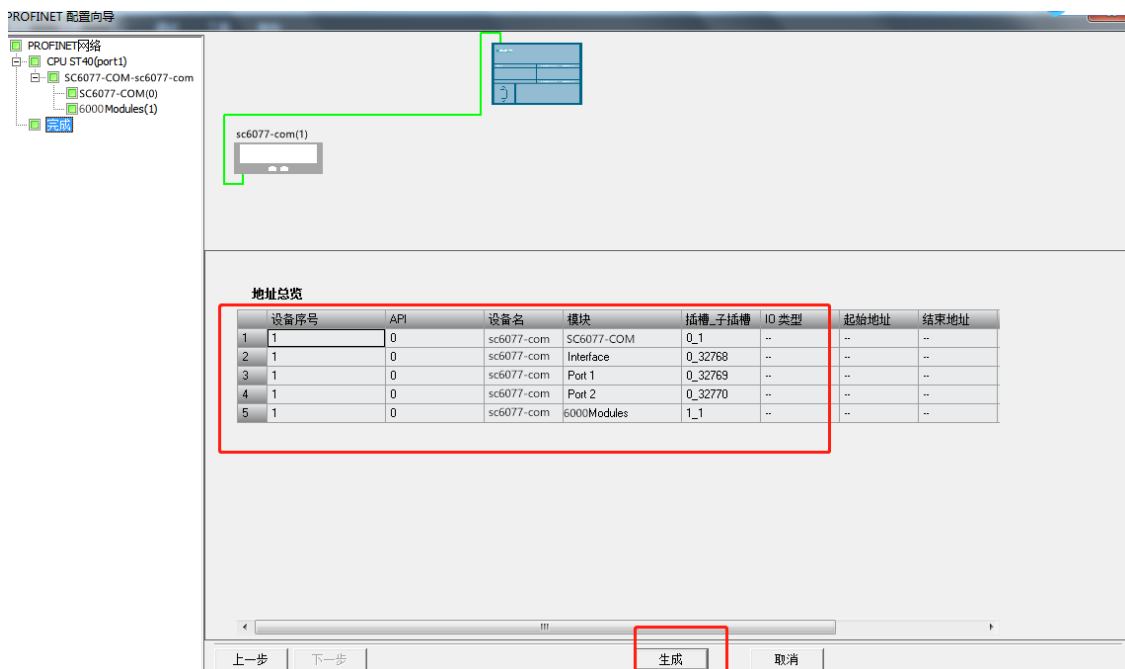 PROFINET 配置向导
PROFINET网络
CPU ST40(port1)
SC6077-COM-sc6077-com
SC6077-COM(0)
6000Modules(1)
完成
sc6077-com(1)
地址总览
设备序号 API 设备名 模块 插槽_子插槽 IO 类型 起始地址 结束地址
1 1 0 sc6077-com SC6077-COM 0_1 -- -- --
2 1 0 sc6077-com Interface 0_32768 -- -- --
3 1 0 sc6077-com Port 1 0_32769 -- -- --
4 1 0 sc6077-com Port 2 0_32770 -- -- --
5 1 0 sc6077-com 6000Modules 1_1 -- -- --
上一步 下一步 生成 取消